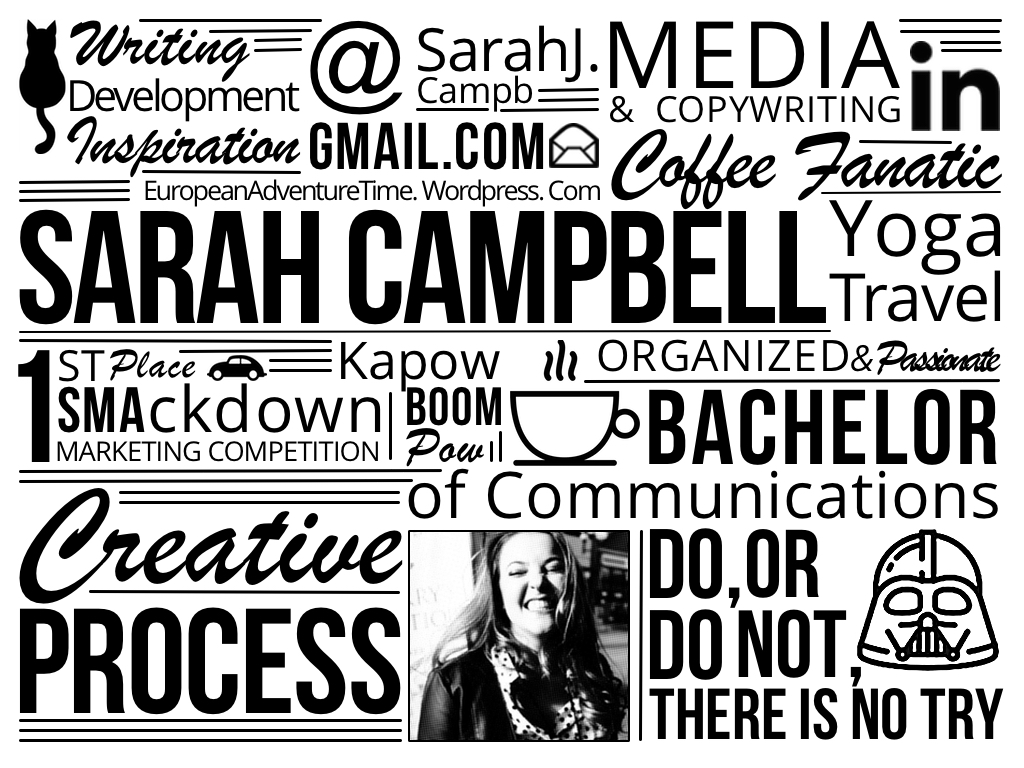 Writing
Development
Inspiration
@ SarahJ.
Campb
GMAIL.COM
MEDIA
& COPYWRITING
in
Coffee Fanatic
EuropeanAdventureTime. Wordpress. Com
SARAH CAMPBELL
Yoga
Travel
1ST Place
SMAckdown
MARKETING COMPETITION
Kapow
BOOM
Pow
ORGANIZED & Passionate
BACHELOR
of Communications
Creative
PROCESS
DO, OR
DO NOT,
THERE IS NO TRY